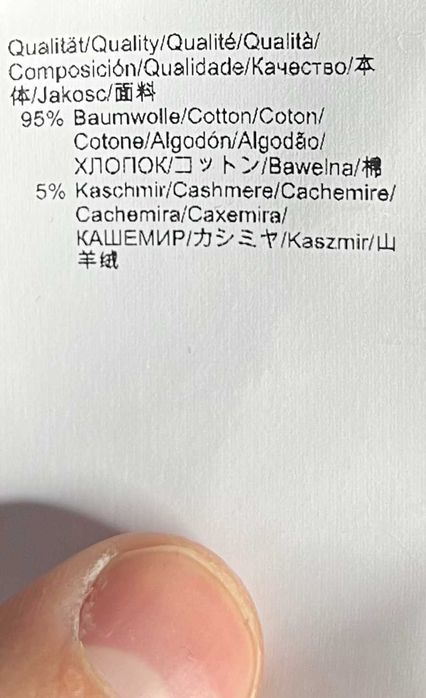 Qualität/Quality/Qualité/Qualità/
Composición/Qualidade/Качество/本
体/Jakosc/面料
95% Baumwolle/Cotton/Coton/
Cotone/Algodón/Algodão/
ХЛОПОК/コットン/Bawelna/棉
5% Kaschmir/Cashmere/Cachemire/
Cachemira/Caxemira/
КАШЕМИР/カシミヤ/Kaszmir/山
羊绒